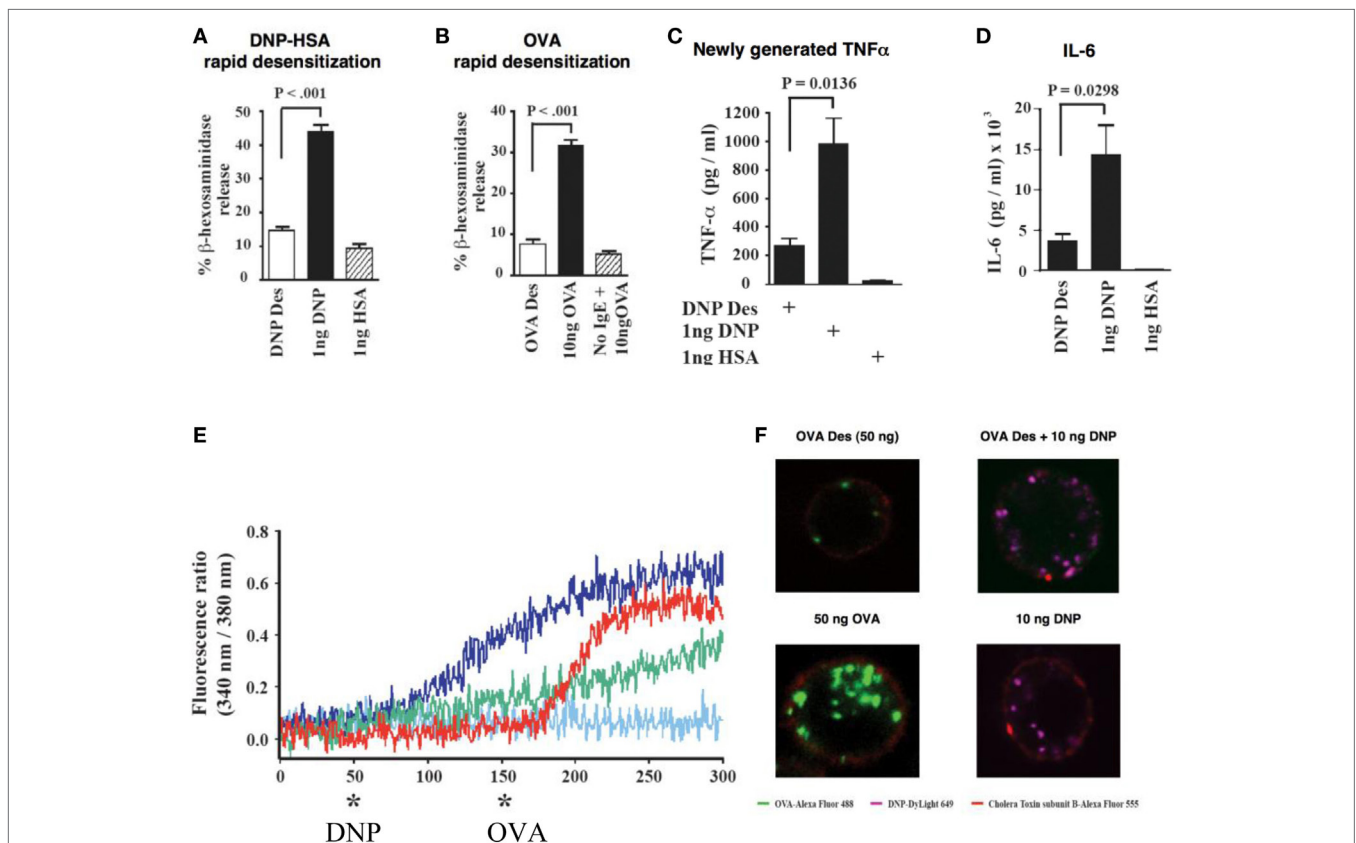 A
DNP-HSA
rapid desensitization
P < .001
% β-hexosaminidase
release
50
40
30
20
10
0
DNP Des
1ng DNP
1ng HSA
B
OVA
rapid desensitization
P < .001
% β-hexosaminidase
release
40
30
20
10
0
OVA Des
10ng OVA
No IgE +
10ngOVA
C
Newly generated TNFα
P = 0.0136
TNF-α (pg / ml)
1200
1000
800
600
400
200
0
DNP Des +
1ng DNP +
1ng HSA +
D
IL-6
P = 0.0298
IL-6 (pg / ml) x 10³
20
15
10
5
0
DNP Des
1ng DNP
1ng HSA
E
Fluorescence ratio
(340 nm / 380 nm)
0.8
0.6
0.4
0.2
0.0
0 50 100 150 200 250 300
* *
DNP OVA
F
OVA Des (50 ng)
OVA Des + 10 ng DNP
50 ng OVA
10 ng DNP
OVA-Alexa Fluor 488 DNP-DyLight 649 Cholera Toxin subunit B-Alexa Fluor 555